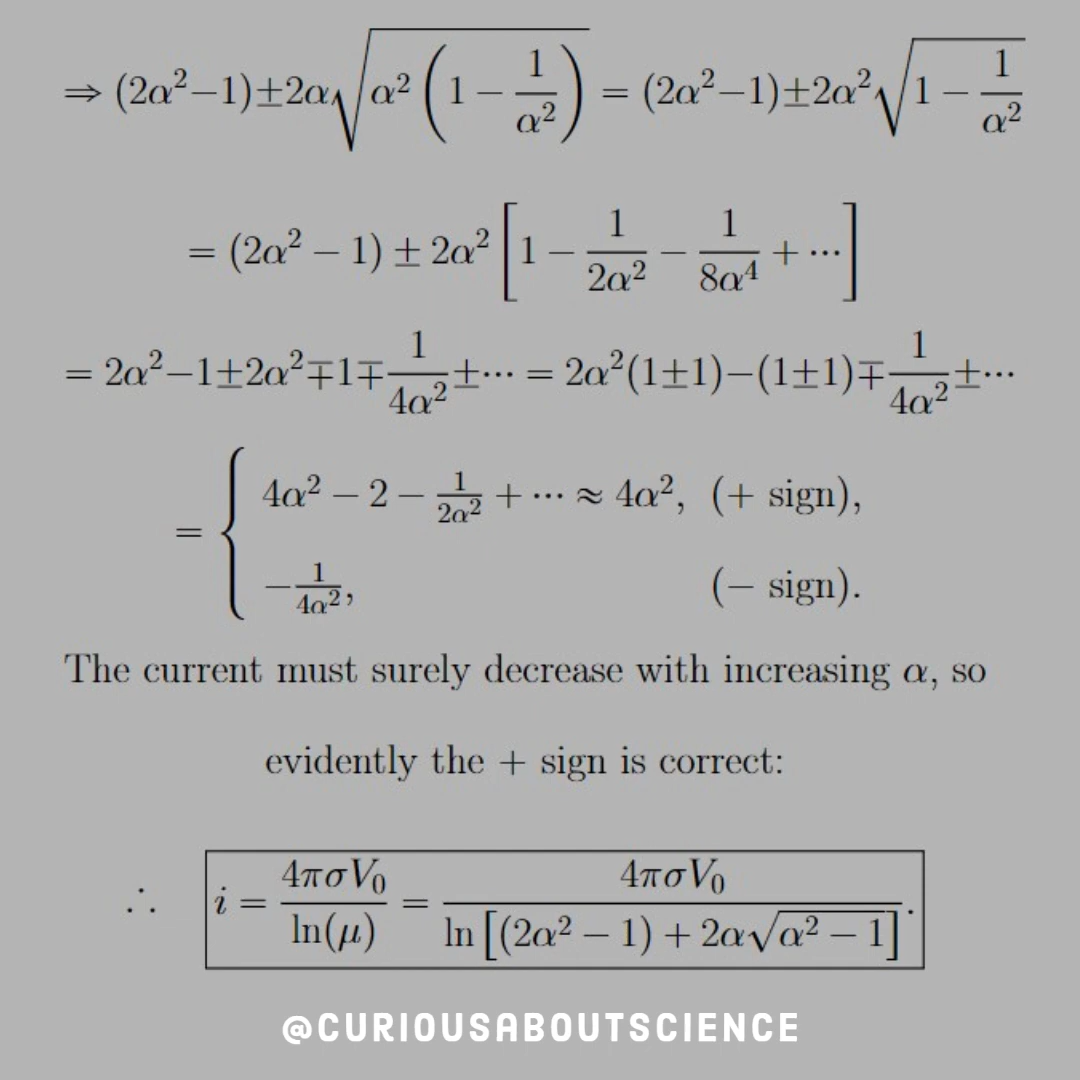 ⇒ (2α²−1)±2α√(α²(1 − 1/α²)) = (2α²−1)±2α²√(1 − 1/α²)
= (2α² − 1) ± 2α² [1 − 1/(2α²) − 1/(8α⁴) + ⋯]
= 2α²−1±2α²∓1∓1/(4α²)±⋯ = 2α²(1±1)−(1±1)∓1/(4α²)±⋯
= { 4α² − 2 − 1/(2α²) + ⋯ ≈ 4α², (+ sign),
−1/(4α²), (− sign).
The current must surely decrease with increasing α, so
evidently the + sign is correct:
∴ i = 4πσV₀/ln(μ) = 4πσV₀/ln[(2α² − 1) + 2α√(α² − 1)].
@CURIOUSABOUTSCIENCE